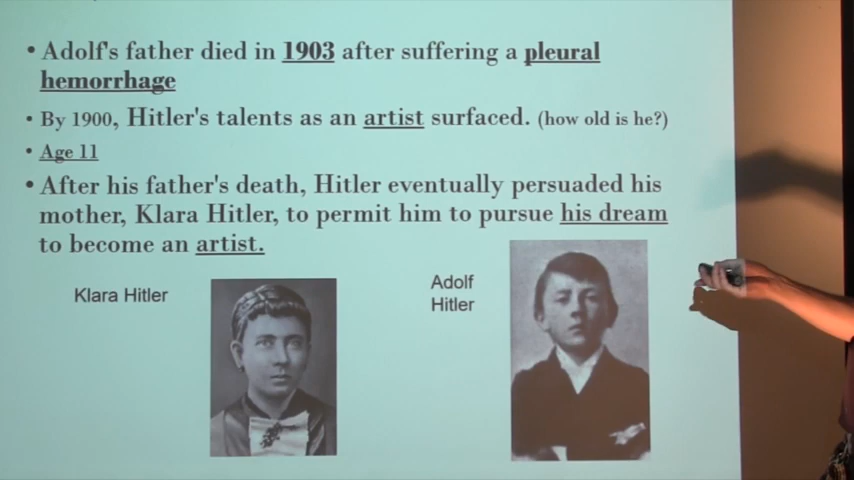 • Adolf's father died in 1903 after suffering a pleural
hemorrhage
• By 1900, Hitler's talents as an artist surfaced. (how old is he?)
• Age 11
• After his father's death, Hitler eventually persuaded his
mother, Klara Hitler, to permit him to pursue his dream
to become an artist.
Klara Hitler
Adolf
Hitler